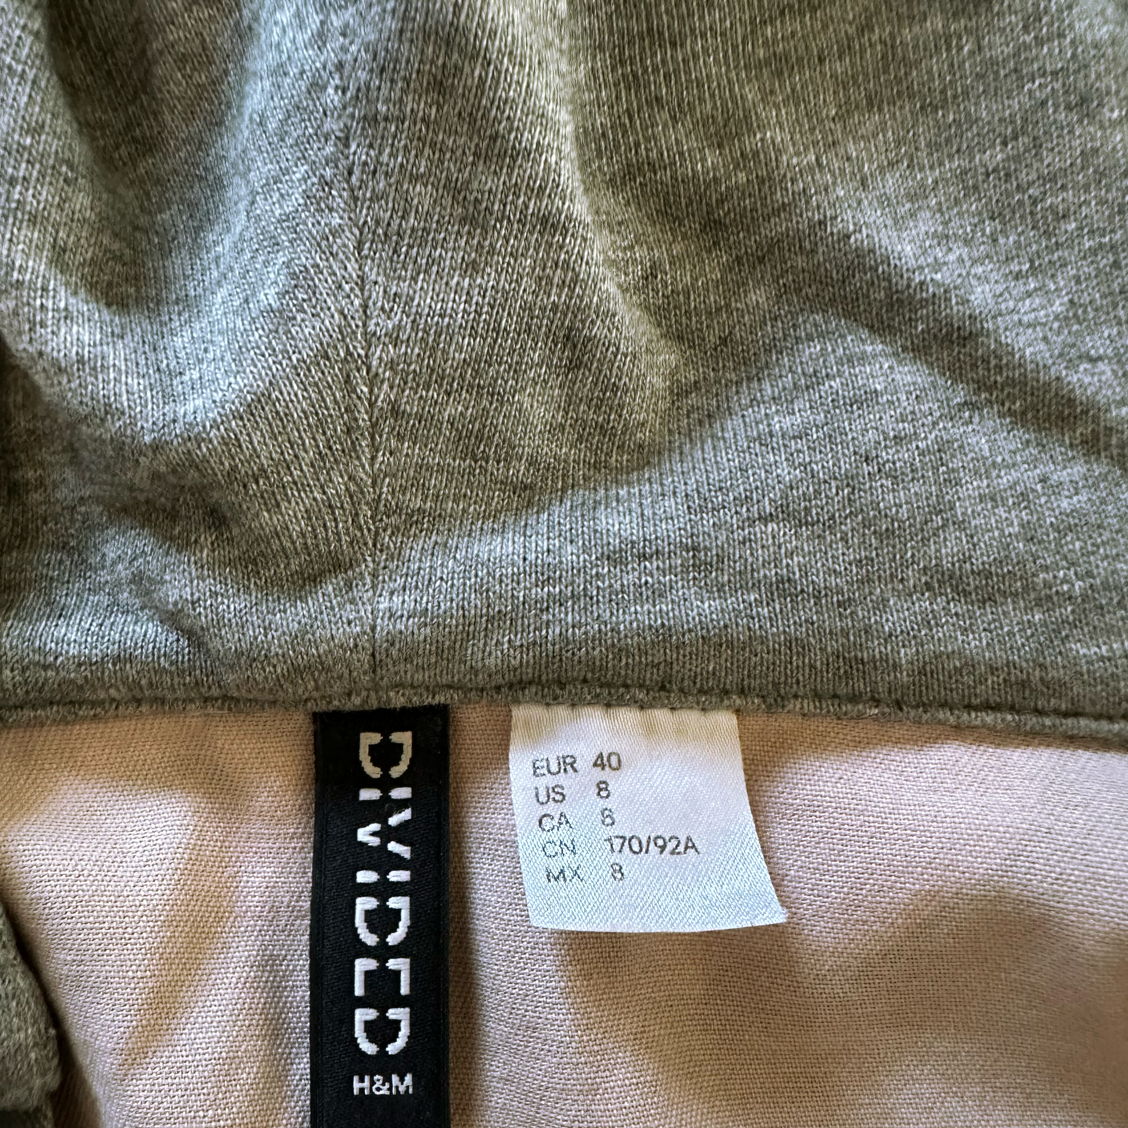 DIVIDED
H&M
EUR 40
US 8
CA 8
CN 170/92A
MX 8